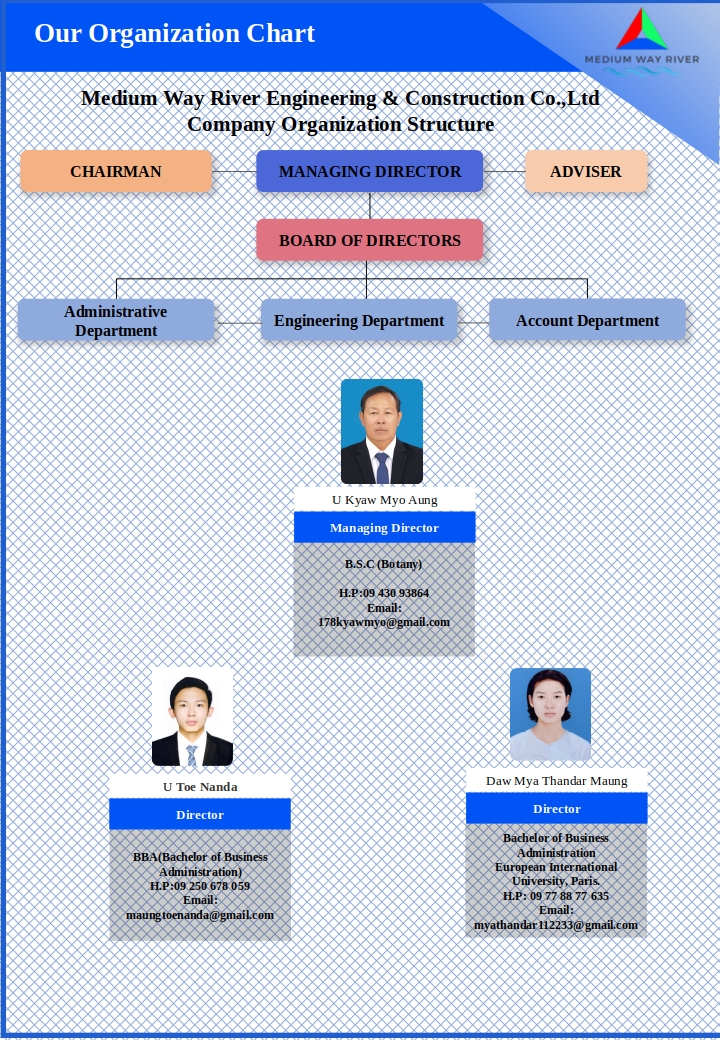 Our Organization Chart
MEDIUM WAY RIVER
Medium Way River Engineering & Construction Co.,Ltd
Company Organization Structure
CHAIRMAN
MANAGING DIRECTOR
ADVISER
BOARD OF DIRECTORS
Administrative
Department
Engineering Department
Account Department
U Kyaw Myo Aung
Managing Director
B.S.C (Botany)
H.P:09 430 93864
Email:
178kyawmyo@gmail.com
U Toe Nanda
Director
BBA(Bachelor of Business
Administration)
H.P:09 250 678 059
Email:
maungtoenanda@gmail.com
Daw Mya Thandar Maung
Director
Bachelor of Business
Administration
European International
University, Paris.
H.P: 09 77 88 77 635
Email:
myathandar112233@gmail.com